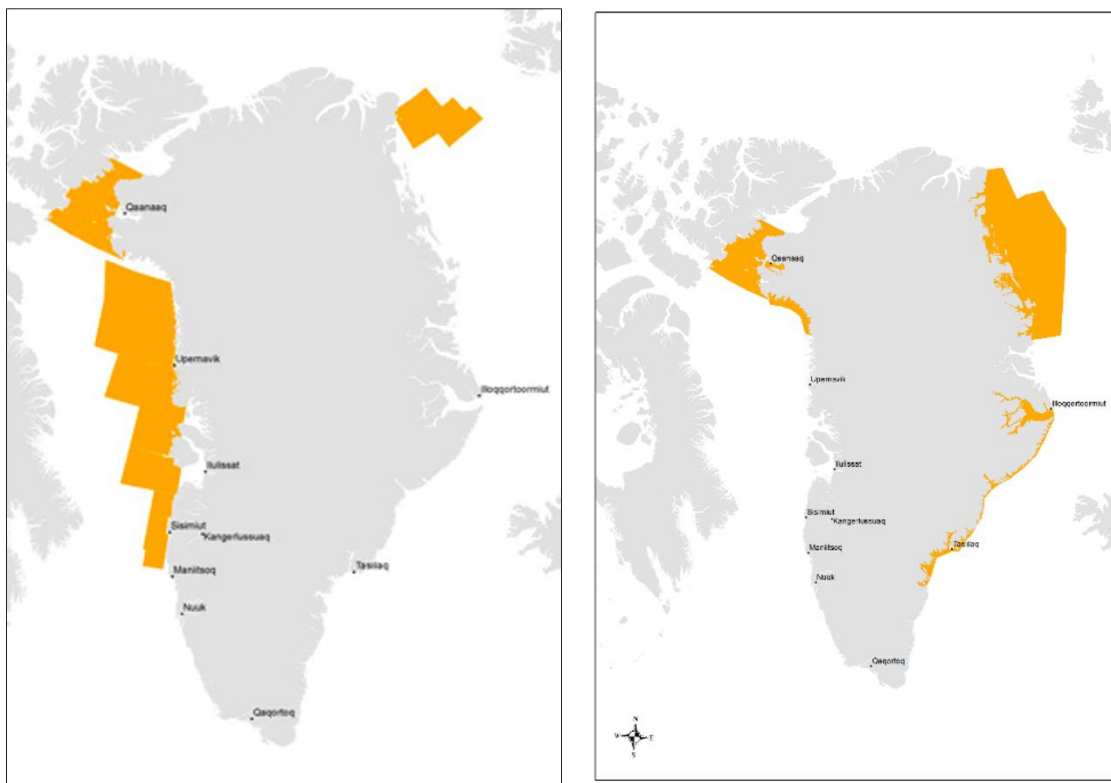 Qaanaaq
Upernavik
Illoqqortoormiut
Ilulissat
Sisimiut
Kangerlussuaq
Maniitsoq
Tasiilaq
Nuuk
Qaqortoq
Qaanaaq
Upernavik
Illoqqortoormiut
Ilulissat
Sisimiut
Kangerlussuaq
Maniitsoq
Tasiilaq
Nuuk
Qaqortoq
N
W E
S